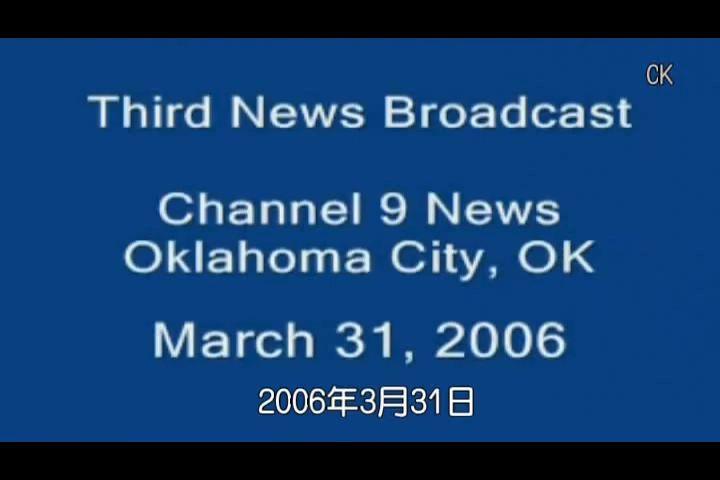 CK
Third News Broadcast
Channel 9 News
Oklahoma City, OK
March 31, 2006
2006年3月31日